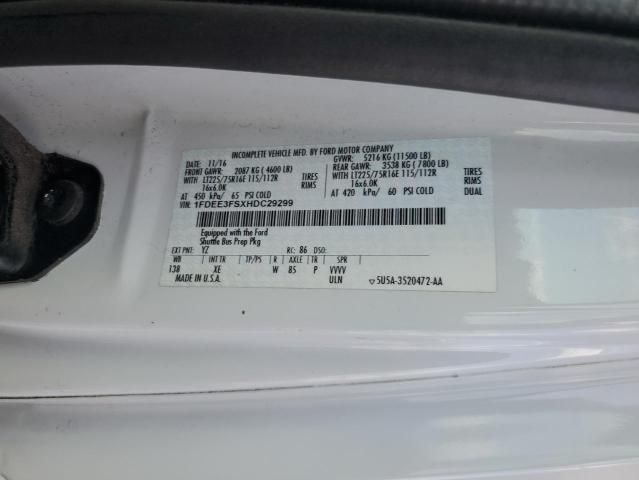 INCOMPLETE VEHICLE MFD. BY FORD MOTOR COMPANY
DATE: 11/16 GVWR: 5216 KG (11500 LB)
FRONT GAWR: 2087 KG (4600 LB) REAR GAWR: 3538 KG (7800 LB)
WITH LT225/75R16E 115/112R TIRES WITH LT225/75R16E 115/112R TIRES
16x6.0K RIMS 16x6.0K RIMS
AT 450 kPa/ 65 PSI COLD AT 420 kPa/ 60 PSI COLD DUAL
VIN: 1FDEE3FSXHDC29299
Equipped with the Ford
Shuttle Bus Prep Pkg
EXT PNT: YZ RC: 86 DSO:
WB INT TR TP/PS R AXLE TR SPR
138 XE W 85 P VVVV
MADE IN U.S.A. ULN ▽5U5A-3520472-AA